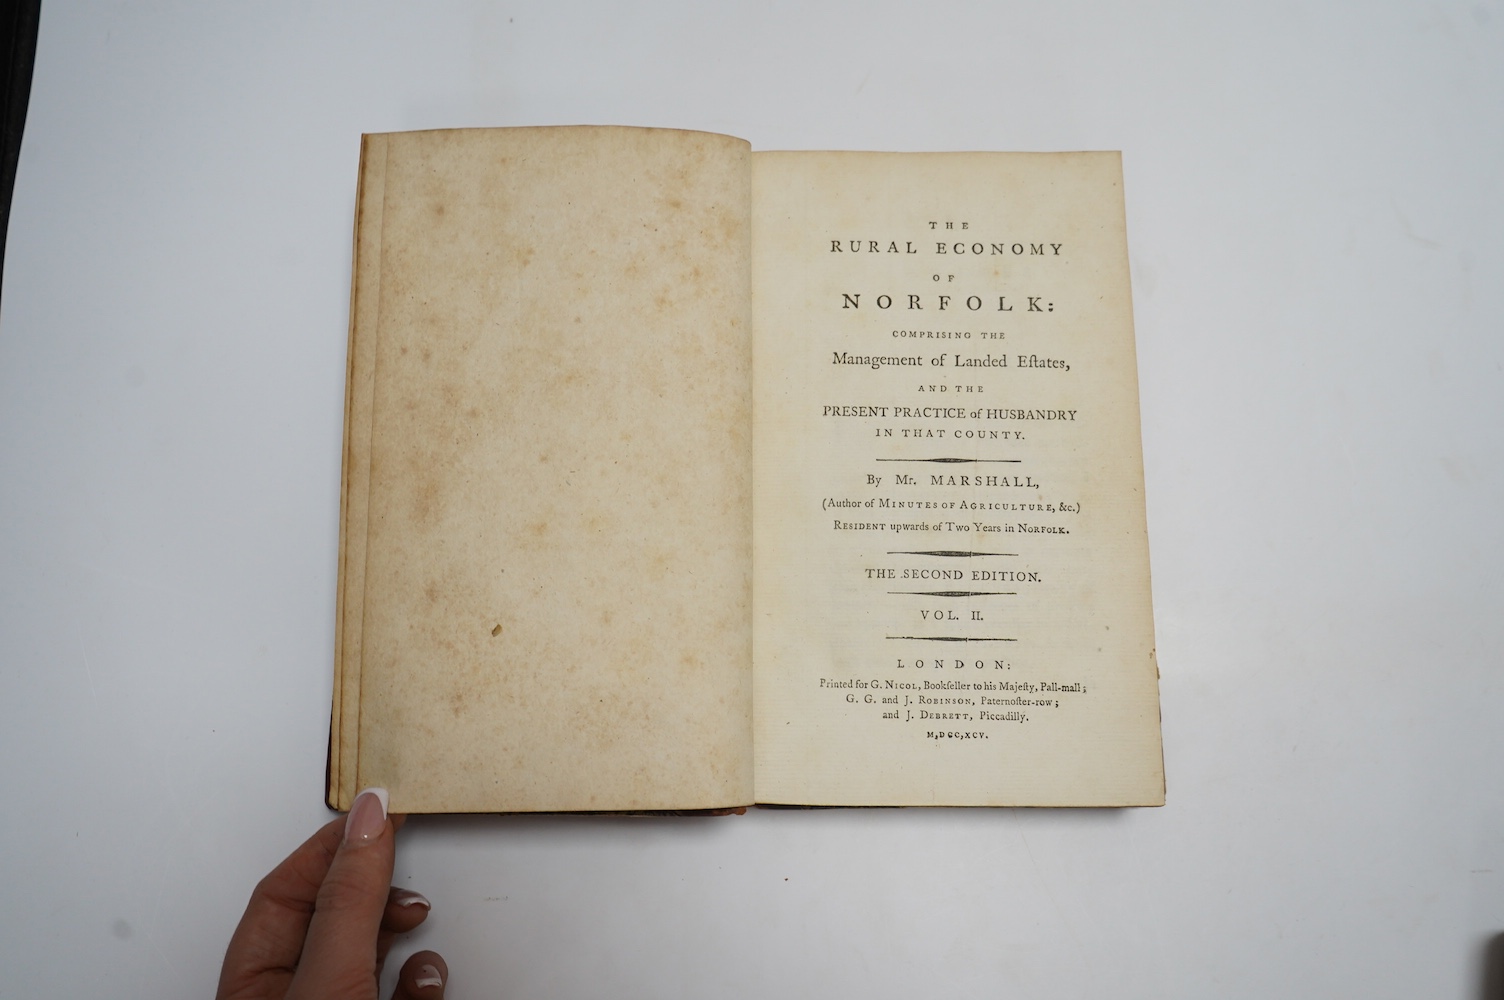 THE
RURAL ECONOMY
OF
NORFOLK:
COMPRISING THE
Management of Landed Eſtates,
AND THE
PRESENT PRACTICE of HUSBANDRY
IN THAT COUNTY.
By Mr. MARSHALL,
(Author of MINUTES OF AGRICULTURE, &c.)
RESIDENT upwards of Two Years in NORFOLK.
THE SECOND EDITION.
VOL. II.
LONDON:
Printed for G. NICOL, Bookſeller to his Majeſty, Pall-mall;
G. G. and J. ROBINSON, Paternoſter-row;
and J. DEBRETT, Piccadilly.
M,DCC,XCV.